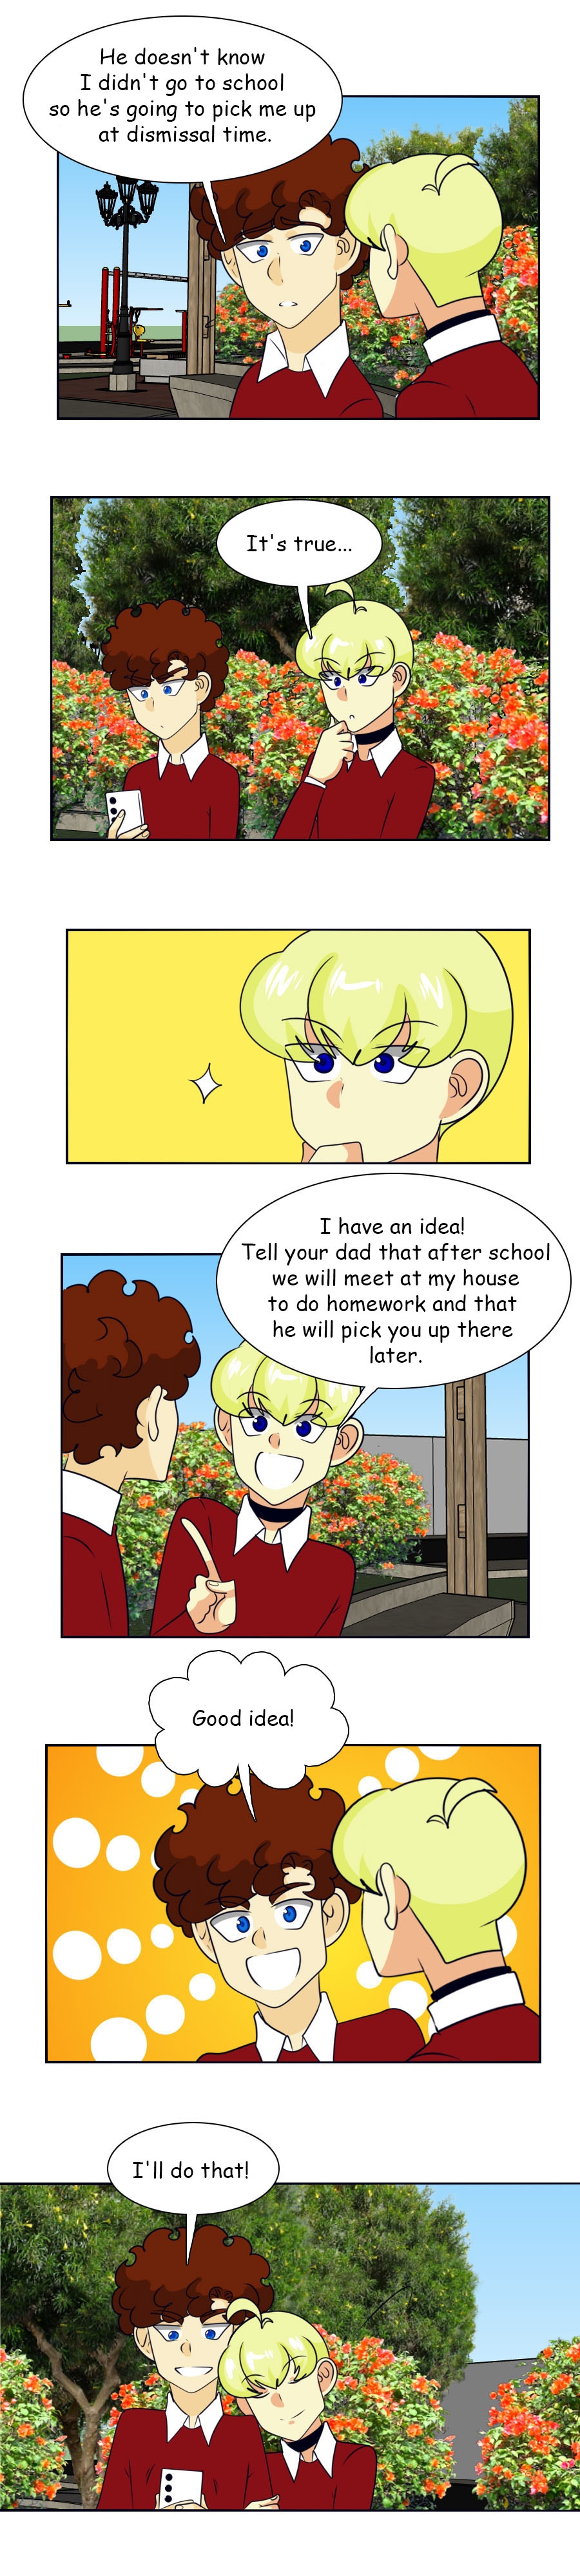 He doesn't know
I didn't go to school
so he's going to pick me up
at dismissal time.
It's true...
I have an idea!
Tell your dad that after school
we will meet at my house
to do homework and that
he will pick you up there
later.
Good idea!
I'll do that!